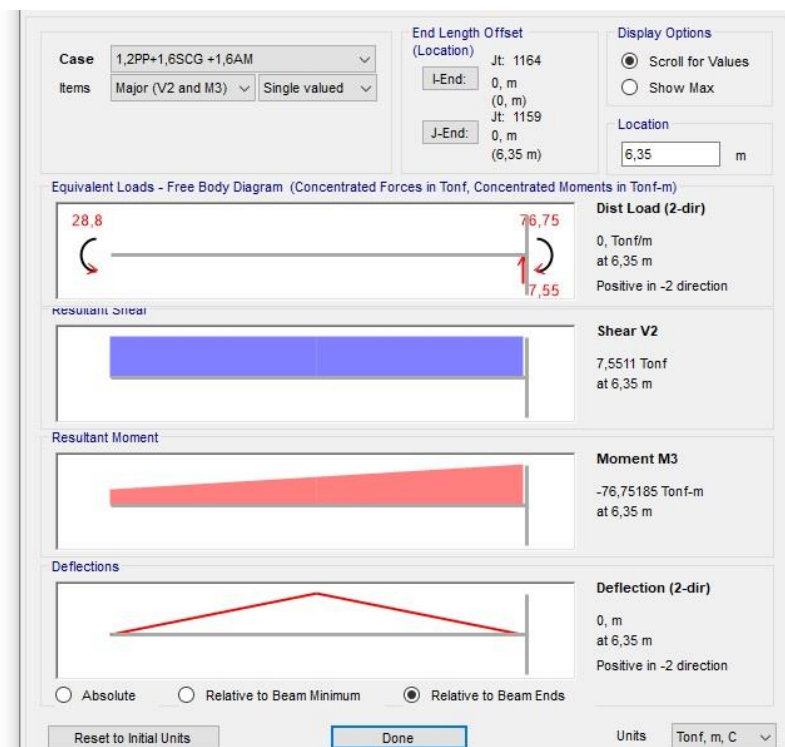 Case 1,2PP+1,6SCG +1,6AM
Items Major (V2 and M3) Single valued
End Length Offset
(Location)
I-End:
Jt: 1164
0, m
(0, m)
J-End:
Jt: 1159
0, m
(6,35 m)
Display Options
Scroll for Values
Show Max
Location
6,35 m
Equivalent Loads - Free Body Diagram (Concentrated Forces in Tonf, Concentrated Moments in Tonf-m)
28,8
76,75
7,55
Dist Load (2-dir)
0, Tonf/m
at 6,35 m
Positive in -2 direction
Resultant Shear
Shear V2
7,5511 Tonf
at 6,35 m
Resultant Moment
Moment M3
-76,75185 Tonf-m
at 6,35 m
Deflections
Deflection (2-dir)
0, m
at 6,35 m
Positive in -2 direction
Absolute Relative to Beam Minimum Relative to Beam Ends
Reset to Initial Units Done Units Tonf, m, C